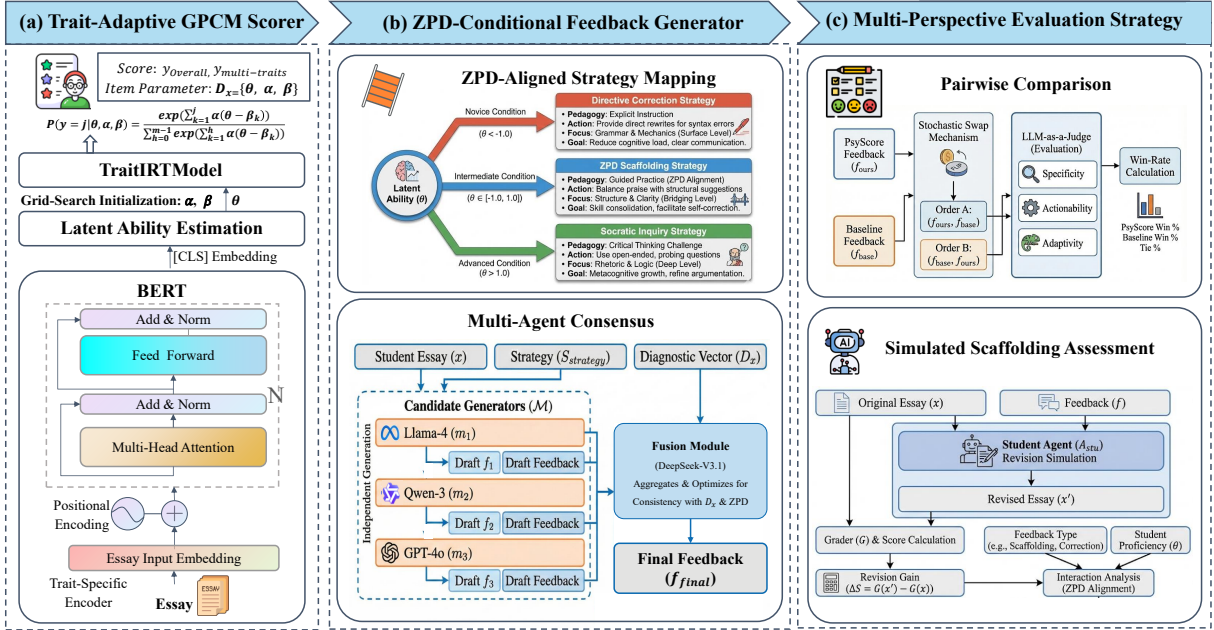 (a) Trait-Adaptive GPCM Scorer
Score: y_Overall, y_multi-traits
Item Parameter: D_x={θ, α, β}
P(y = j|θ, α, β) = exp(∑_{k=1}^{j} α(θ − β_k)) / ∑_{h=0}^{m−1} exp(∑_{k=1}^{h} α(θ − β_k))
TraitIRTModel
Grid-Search Initialization: α, β
θ
Latent Ability Estimation
[CLS] Embedding
BERT
Add & Norm
Feed Forward
N
Add & Norm
Multi-Head Attention
Positional
Encoding
Essay Input Embedding
Trait-Specific
Encoder
Essay
ESSAY
(b) ZPD-Conditional Feedback Generator
ZPD-Aligned Strategy Mapping
Latent
Ability (θ)
Novice Condition
(θ < -1.0)
Directive Correction Strategy
• Pedagogy: Explicit Instruction
• Action: Provide direct rewrites for syntax errors
• Focus: Grammar & Mechanics (Surface Level)
• Goal: Reduce cognitive load, clear communication.
Intermediate Condition
(θ ∈ [-1.0, 1.0])
ZPD Scaffolding Strategy
• Pedagogy: Guided Practice (ZPD Alignment)
• Action: Balance praise with structural suggestions
• Focus: Structure & Clarity (Bridging Level)
• Goal: Skill consolidation, facilitate self-correction.
Advanced Condition
(θ > 1.0)
Socratic Inquiry Strategy
• Pedagogy: Critical Thinking Challenge
• Action: Use open-ended, probing questions
• Focus: Rhetoric & Logic (Deep Level)
• Goal: Metacognitive growth, refine argumentation.
Multi-Agent Consensus
Student Essay (x)
Strategy (S_strategy)
Diagnostic Vector (D_x)
Independent Generation
Candidate Generators (M)
Llama-4 (m₁)
Draft f₁
Draft Feedback
Qwen-3 (m₂)
Draft f₂
Draft Feedback
GPT-4o (m₃)
Draft f₃
Draft Feedback
Fusion Module
(DeepSeek-V3.1)
Aggregates & Optimizes for
Consistency with D_x & ZPD
Final Feedback
(f_final)
(c) Multi-Perspective Evaluation Strategy
Pairwise Comparison
PsyScore
Feedback
(f_ours)
Baseline
Feedback
(f_base)
Stochastic Swap
Mechanism
Order A:
(f_ours, f_base)
Order B:
(f_base, f_ours)
LLM-as-a-Judge
(Evaluation)
Specificity
Actionability
Adaptivity
Win-Rate
Calculation
PsyScore Win %
Baseline Win %
Tie %
AI
Simulated Scaffolding Assessment
Original Essay (x)
Feedback (f)
Student Agent (A_stu)
Revision Simulation
Revised Essay (x′)
Grader (G) & Score Calculation
Feedback Type
(e.g., Scaffolding, Correction)
Student
Proficiency (θ)
Revision Gain
(ΔS = G(x′) − G(x))
Interaction Analysis
(ZPD Alignment)